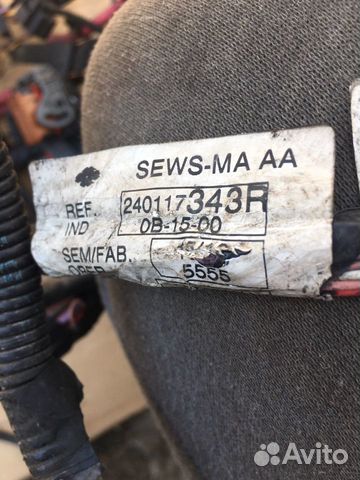 SEWS-MA AA
REF. 240117343R
IND 0B-15-00
SEM/FAB.
OPER 5555
Avito